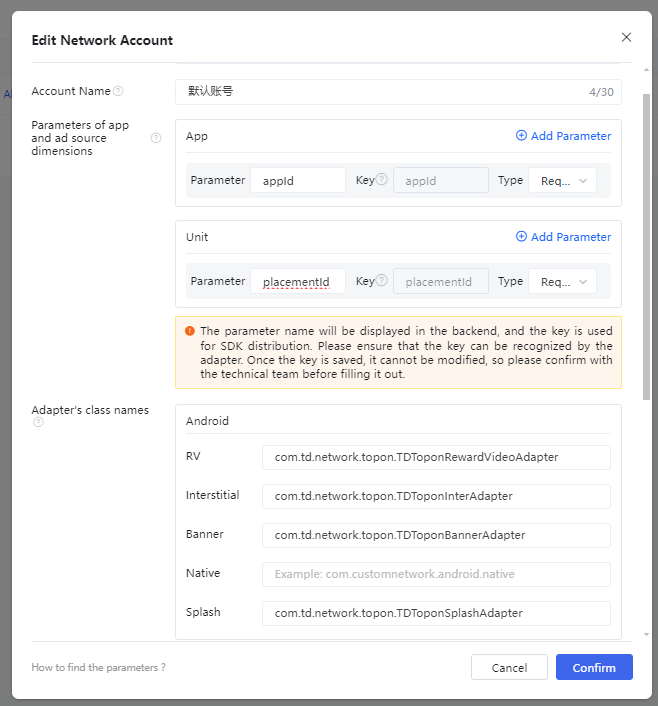 Edit Network Account
Account Name
默认账号
4/30
Parameters of app
and ad source
dimensions
App
Add Parameter
Parameter
appId
Key
appId
Type
Req...
Unit
Add Parameter
Parameter
placementId
Key
placementId
Type
Req...
The parameter name will be displayed in the backend, and the key is used
for SDK distribution. Please ensure that the key can be recognized by the
adapter. Once the key is saved, it cannot be modified, so please confirm with
the technical team before filling it out.
Adapter's class names
Android
RV
com.td.network.topon.TDToponRewardVideoAdapter
Interstitial
com.td.network.topon.TDToponInterAdapter
Banner
com.td.network.topon.TDToponBannerAdapter
Native
Example: com.customnetwork.android.native
Splash
com.td.network.topon.TDToponSplashAdapter
How to find the parameters ?
Cancel
Confirm